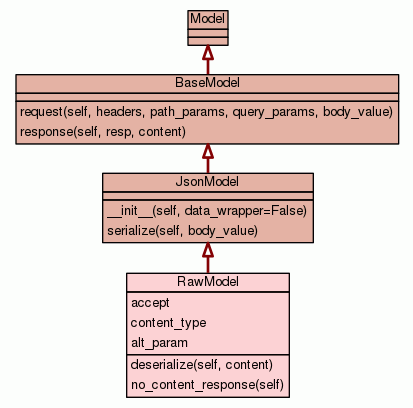 Model
BaseModel
request(self, headers, path_params, query_params, body_value)
response(self, resp, content)
JsonModel
__init__(self, data_wrapper=False)
serialize(self, body_value)
RawModel
accept
content_type
alt_param
deserialize(self, content)
no_content_response(self)